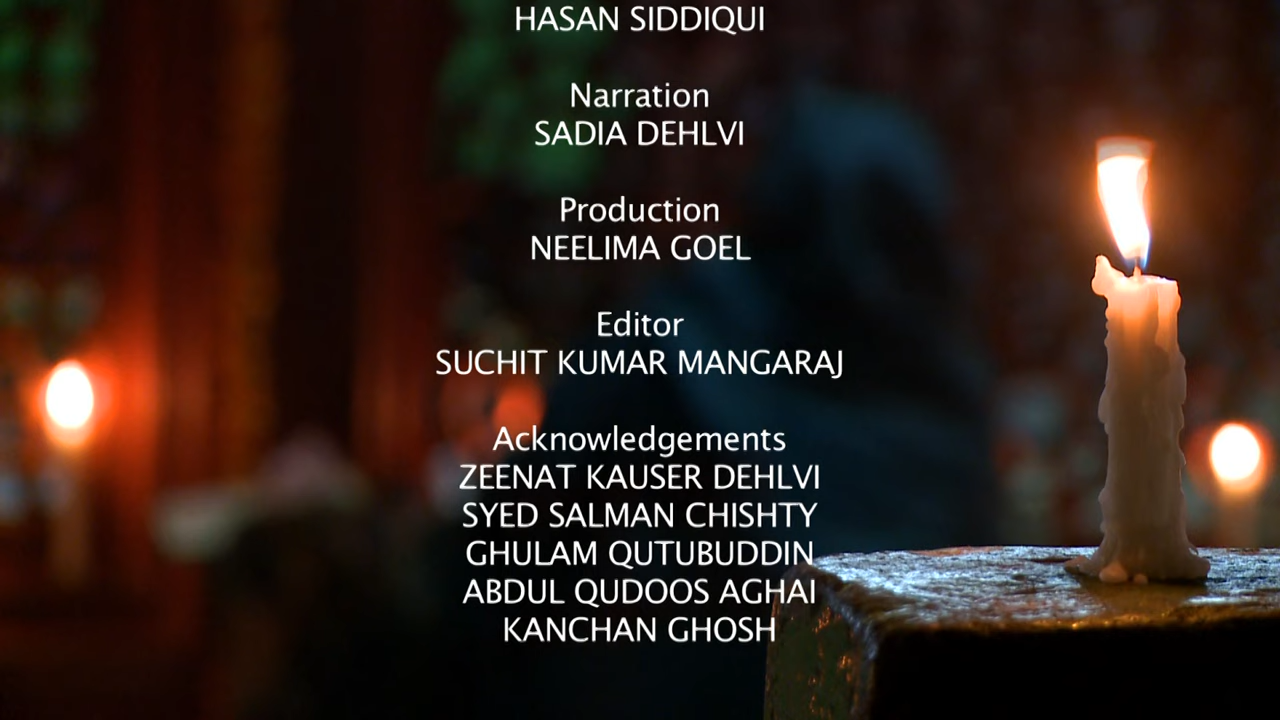 HASAN SIDDIQUI
Narration
SADIA DEHLVI
Production
NEELIMA GOEL
Editor
SUCHIT KUMAR MANGARAJ
Acknowledgements
ZEENAT KAUSER DEHLVI
SYED SALMAN CHISHTY
GHULAM QUTUBUDDIN
ABDUL QUDOOS AGHAI
KANCHAN GHOSH